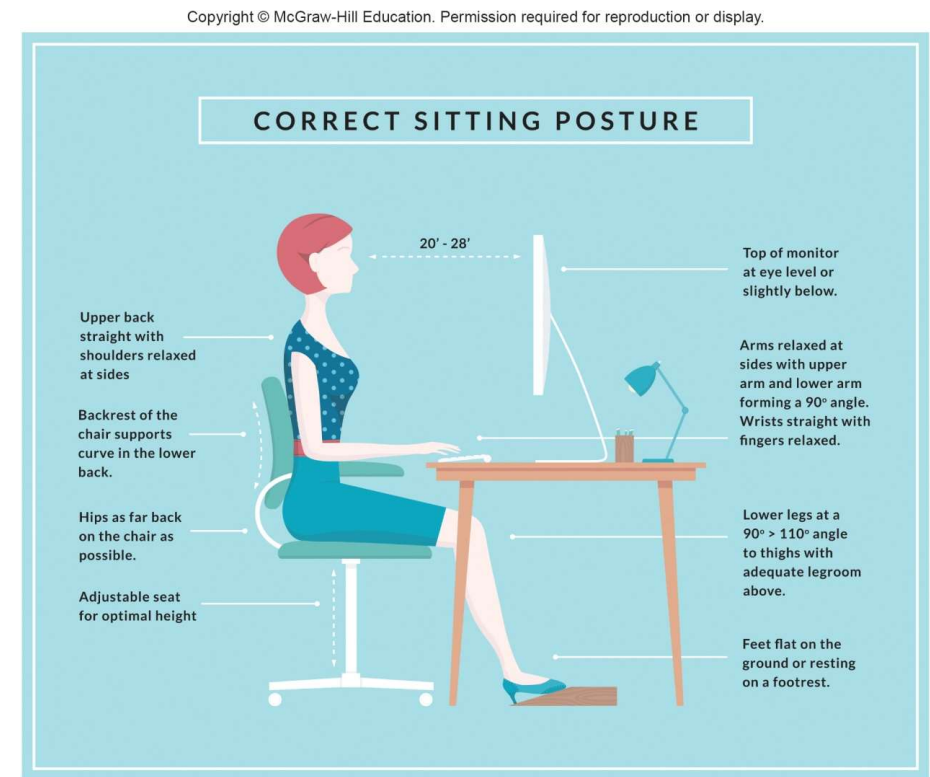 Copyright © McGraw-Hill Education. Permission required for reproduction or display.
CORRECT SITTING POSTURE
20' - 28'
Upper back
straight with
shoulders relaxed
at sides
Backrest of the
chair supports
curve in the lower
back.
Hips as far back
on the chair as
possible.
Adjustable seat
for optimal height
Top of monitor
at eye level or
slightly below.
Arms relaxed at
sides with upper
arm and lower arm
forming a 90º angle.
Wrists straight with
fingers relaxed.
Lower legs at a
90º > 110º angle
to thighs with
adequate legroom
above.
Feet flat on the
ground or resting
on a footrest.